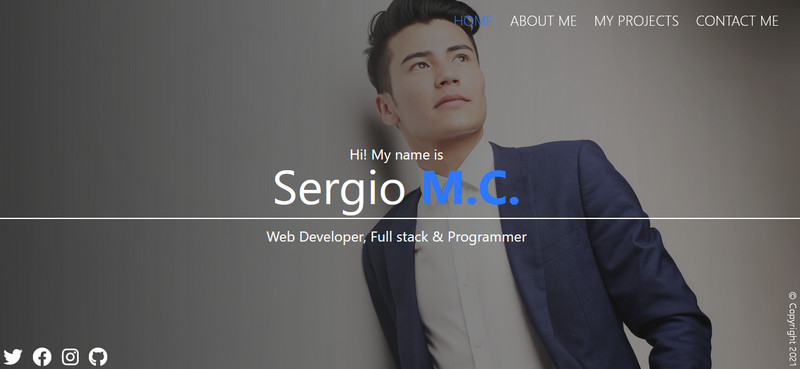 HOME ABOUT ME MY PROJECTS CONTACT ME
Hi! My name is
Sergio M.C.
Web Developer, Full stack & Programmer
© Copyright 2021